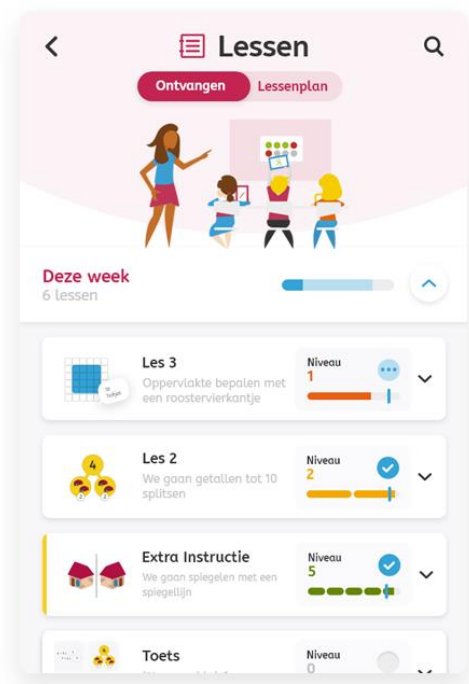 Lessen
Ontvangen
Lessenplan
Deze week
6 lessen
Les 3
Oppervlakte bepalen met
een roostervierkantje
Niveau
1
Les 2
We gaan getallen tot 10
splitsen
Niveau
2
4
Extra Instructie
We gaan spiegelen met een
spiegellijn
Niveau
5
Toets
Niveau
0